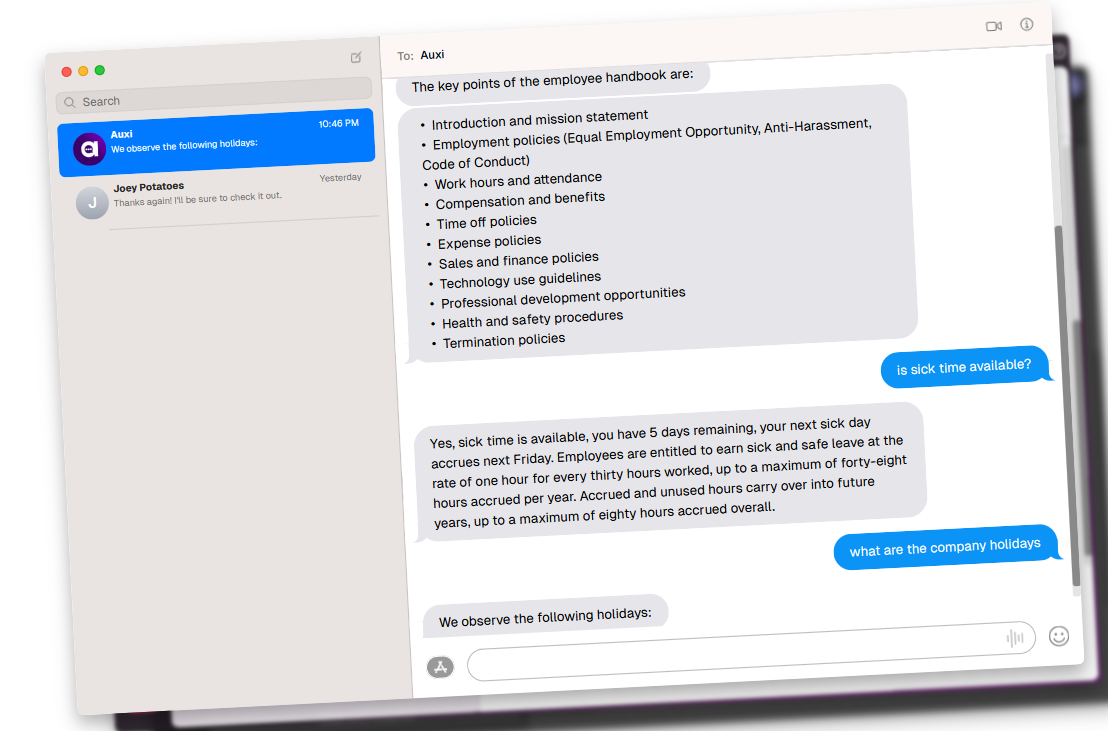 Search
Auxi
10:46 PM
We observe the following holidays:
J
Joey Potatoes
Yesterday
Thanks again! I'll be sure to check it out.
To: Auxi
The key points of the employee handbook are:
• Introduction and mission statement
• Employment policies (Equal Employment Opportunity, Anti-Harassment,
Code of Conduct)
• Work hours and attendance
• Compensation and benefits
• Time off policies
• Expense policies
• Sales and finance policies
• Technology use guidelines
• Professional development opportunities
• Health and safety procedures
• Termination policies
is sick time available?
Yes, sick time is available, you have 5 days remaining, your next sick day
accrues next Friday. Employees are entitled to earn sick and safe leave at the
rate of one hour for every thirty hours worked, up to a maximum of forty-eight
hours accrued per year. Accrued and unused hours carry over into future
years, up to a maximum of eighty hours accrued overall.
what are the company holidays
We observe the following holidays: